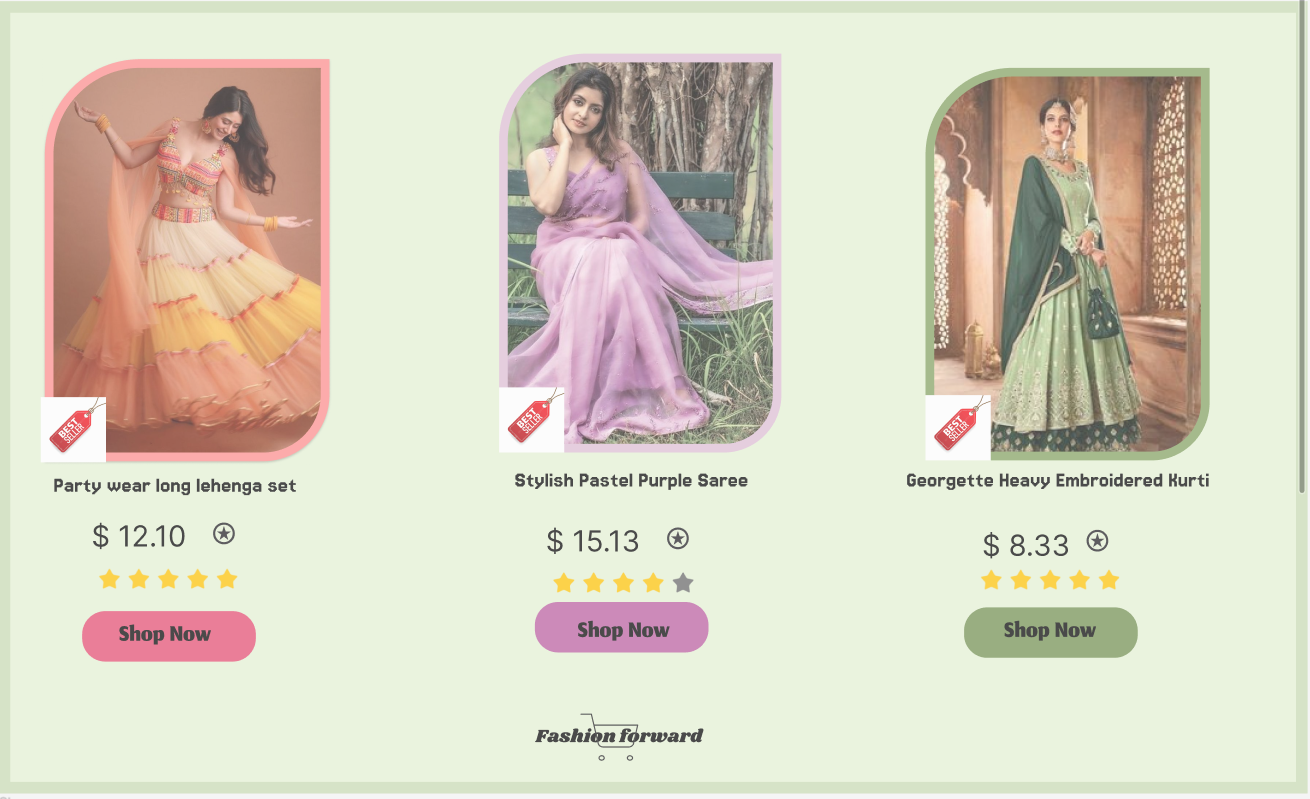 BEST
SELLER
Party wear long lehenga set
$ 12.10
Shop Now
BEST
SELLER
Stylish Pastel Purple Saree
$ 15.13
Shop Now
BEST
SELLER
Georgette Heavy Embroidered Kurti
$ 8.33
Shop Now
Fashion forward